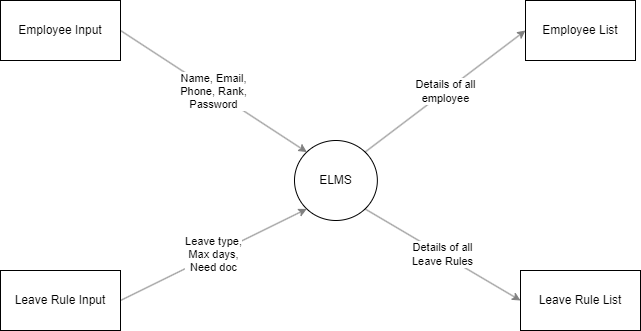 Employee Input
Employee List
Name, Email,
Phone, Rank,
Password
Details of all
employee
ELMS
Leave type,
Max days,
Need doc
Details of all
Leave Rules
Leave Rule Input
Leave Rule List